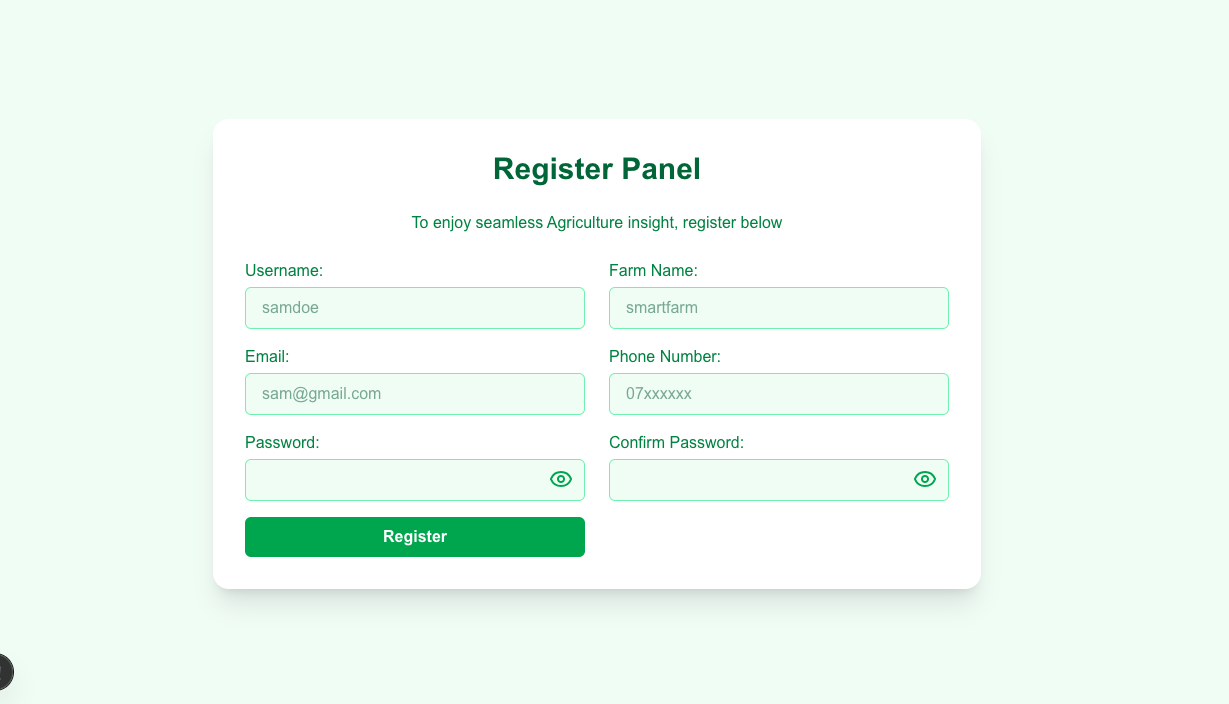 Register Panel
To enjoy seamless Agriculture insight, register below
Username:
Farm Name:
samdoe
smartfarm
Email:
Phone Number:
sam@gmail.com
07xxxxxx
Password:
Confirm Password:
Register